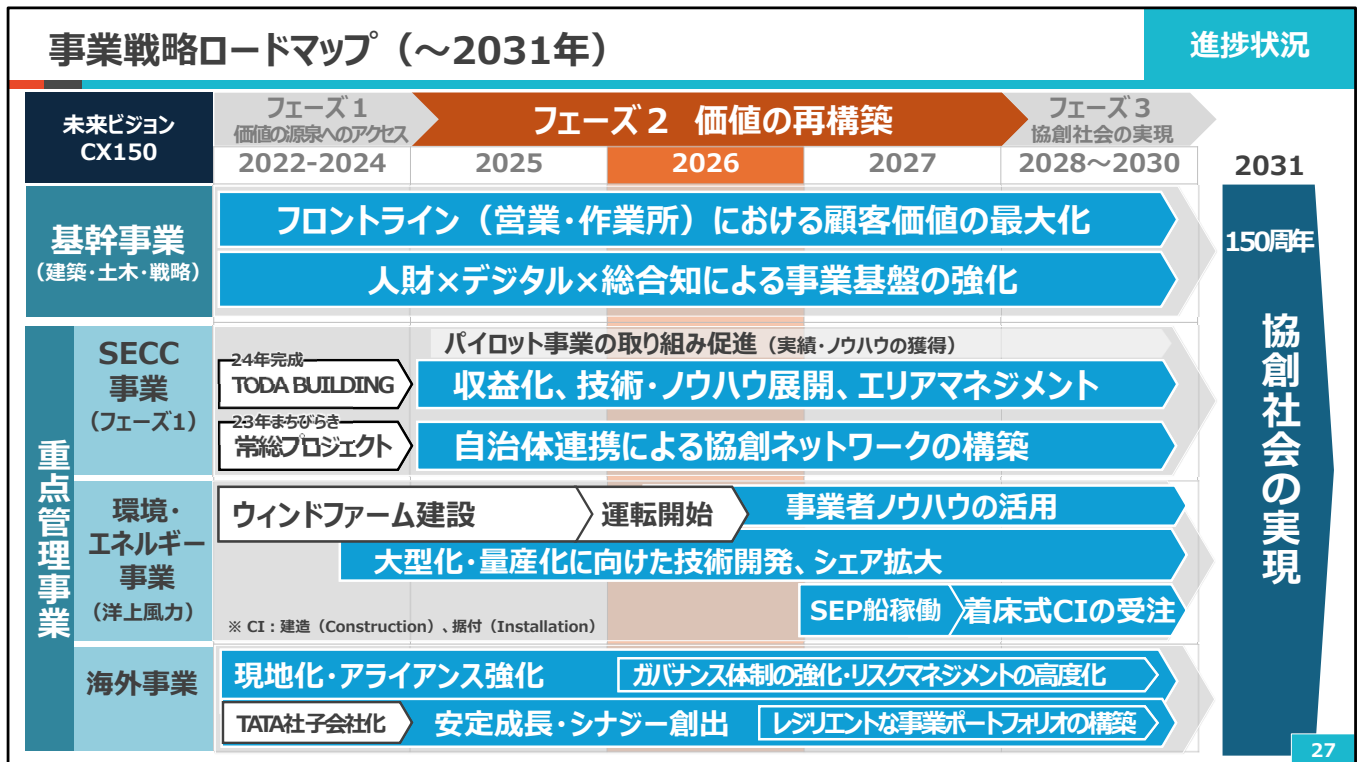 事業戦略ロードマップ（～2031年）
進捗状況
未来ビジョン
CX150
フェーズ１
価値の源泉へのアクセス
フェーズ２ 価値の再構築
フェーズ３
協創社会の実現
2022-2024
2025
2026
2027
2028～2030
2031
基幹事業
（建築・土木・戦略）
フロントライン（営業・作業所）における顧客価値の最大化
人財×デジタル×総合知による事業基盤の強化
150周年
協創社会の実現
重点管理事業
SECC
事業
（フェーズ1）
パイロット事業の取り組み促進（実績・ノウハウの獲得）
24年完成
TODA BUILDING
収益化、技術・ノウハウ展開、エリアマネジメント
23年まちびらき
常総プロジェクト
自治体連携による協創ネットワークの構築
環境・
エネルギー
事業
（洋上風力）
ウィンドファーム建設
運転開始
事業者ノウハウの活用
大型化・量産化に向けた技術開発、シェア拡大
SEP船稼働
着床式CIの受注
※ CI：建造（Construction）、据付（Installation）
海外事業
現地化・アライアンス強化
ガバナンス体制の強化・リスクマネジメントの高度化
TATA社子会社化
安定成長・シナジー創出
レジリエントな事業ポートフォリオの構築
27